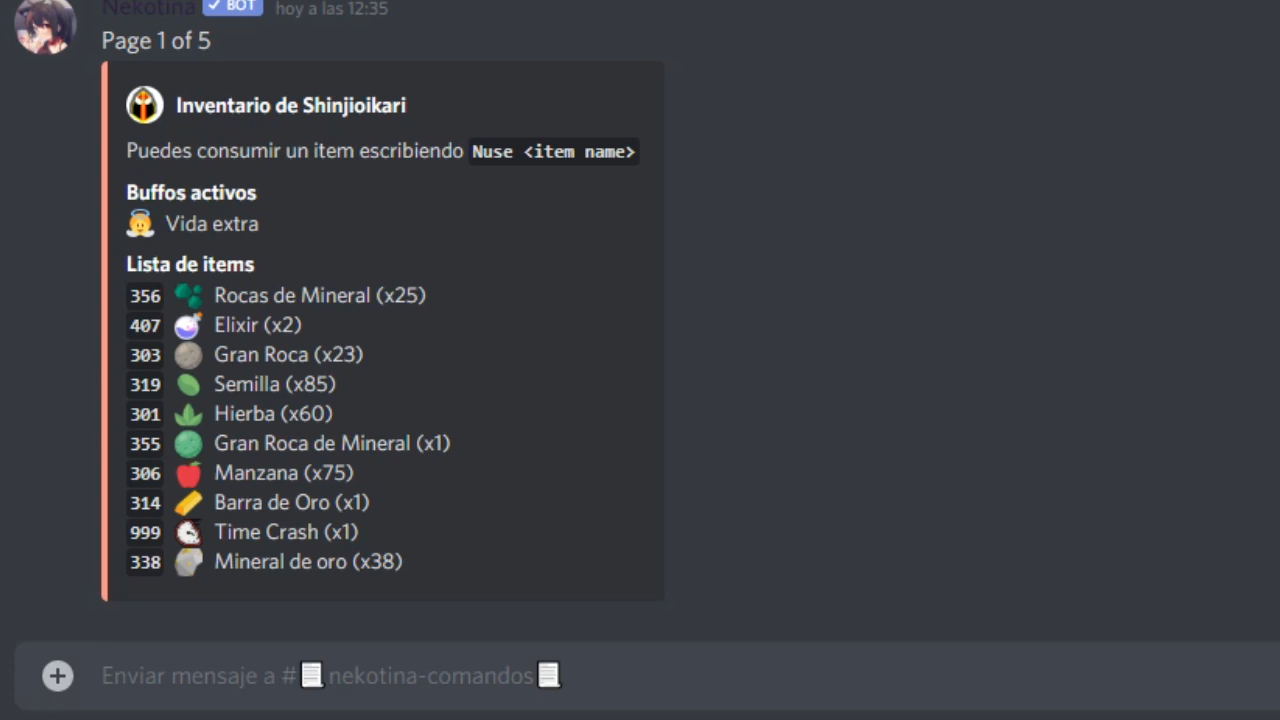 Nekotina ✓ BOT hoy a las 12:35
Page 1 of 5
Inventario de Shinjioikari
Puedes consumir un item escribiendo Nuse <item name>
Buffos activos
Vida extra
Lista de items
356 Rocas de Mineral (x25)
407 Elixir (x2)
303 Gran Roca (x23)
319 Semilla (x85)
301 Hierba (x60)
355 Gran Roca de Mineral (x1)
306 Manzana (x75)
314 Barra de Oro (x1)
999 Time Crash (x1)
338 Mineral de oro (x38)
Enviar mensaje a #📃nekotina-comandos📃